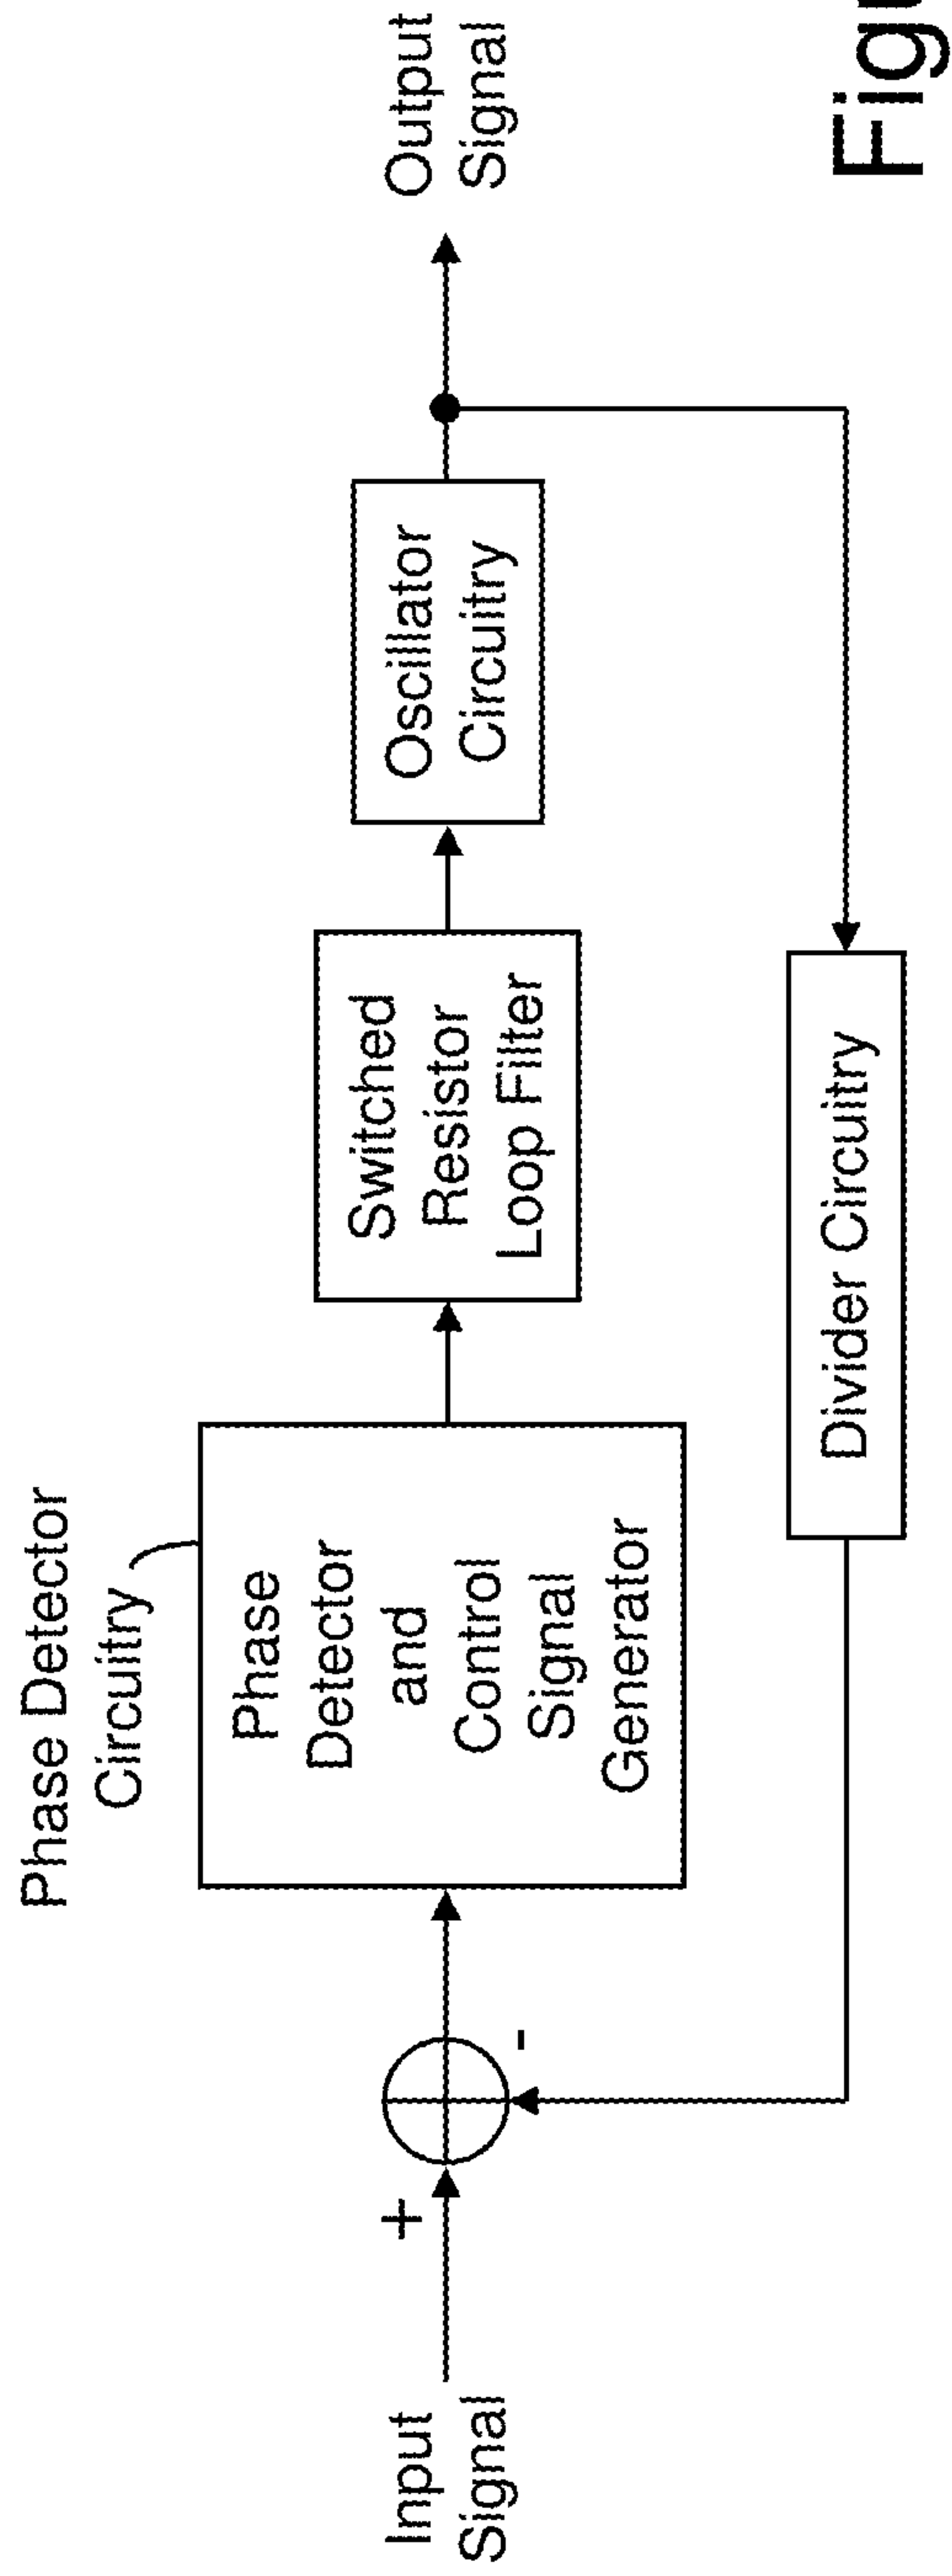 Phase Detector
Circuitry
Input
Signal
+
-
Phase
Detector
and
Control
Signal
Generator
Switched
Resistor
Loop Filter
Oscillator
Circuitry
Output
Signal
Divider Circuitry